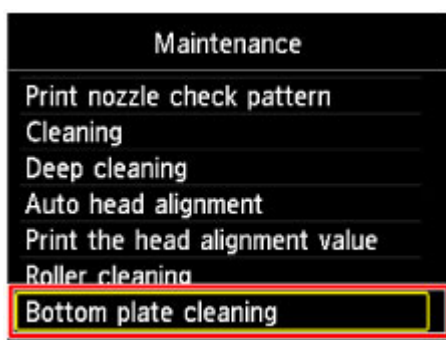 Maintenance
Print nozzle check pattern
Cleaning
Deep cleaning
Auto head alignment
Print the head alignment value
Roller cleaning
Bottom plate cleaning